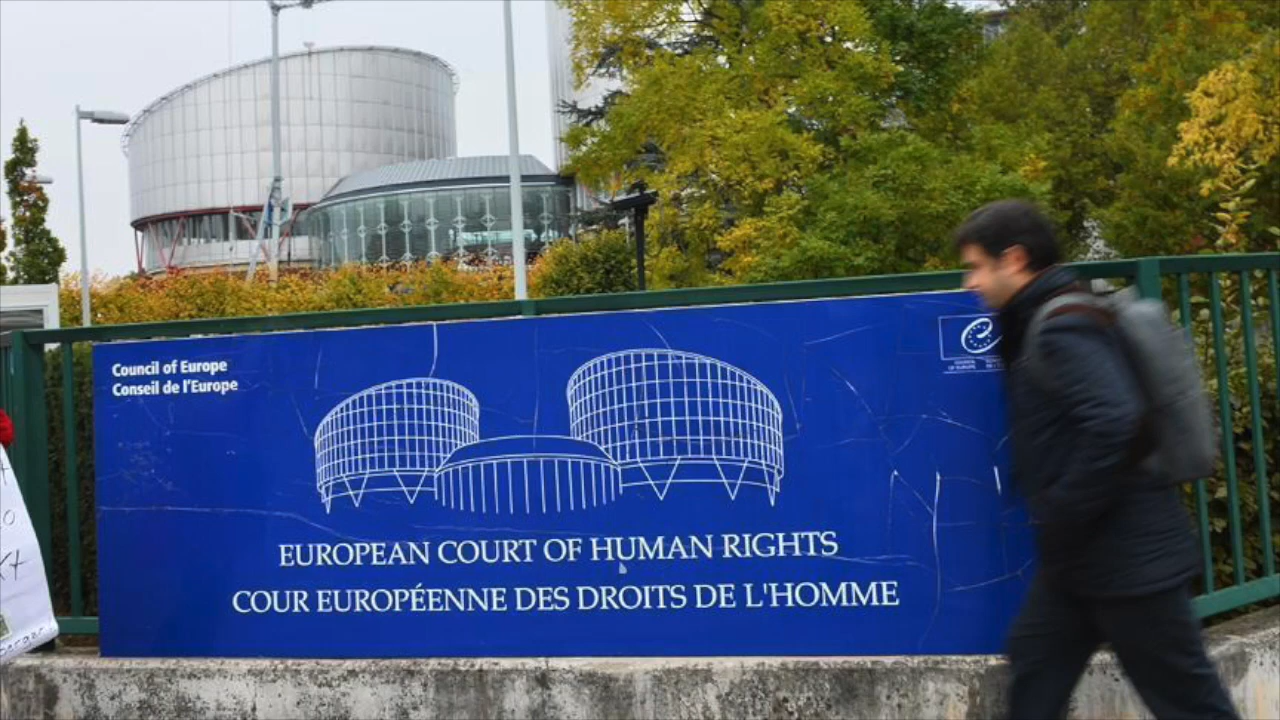 Council of Europe
Conseil de l'Europe
EUROPEAN COURT OF HUMAN RIGHTS
COUR EUROPÉENNE DES DROITS DE L'HOMME